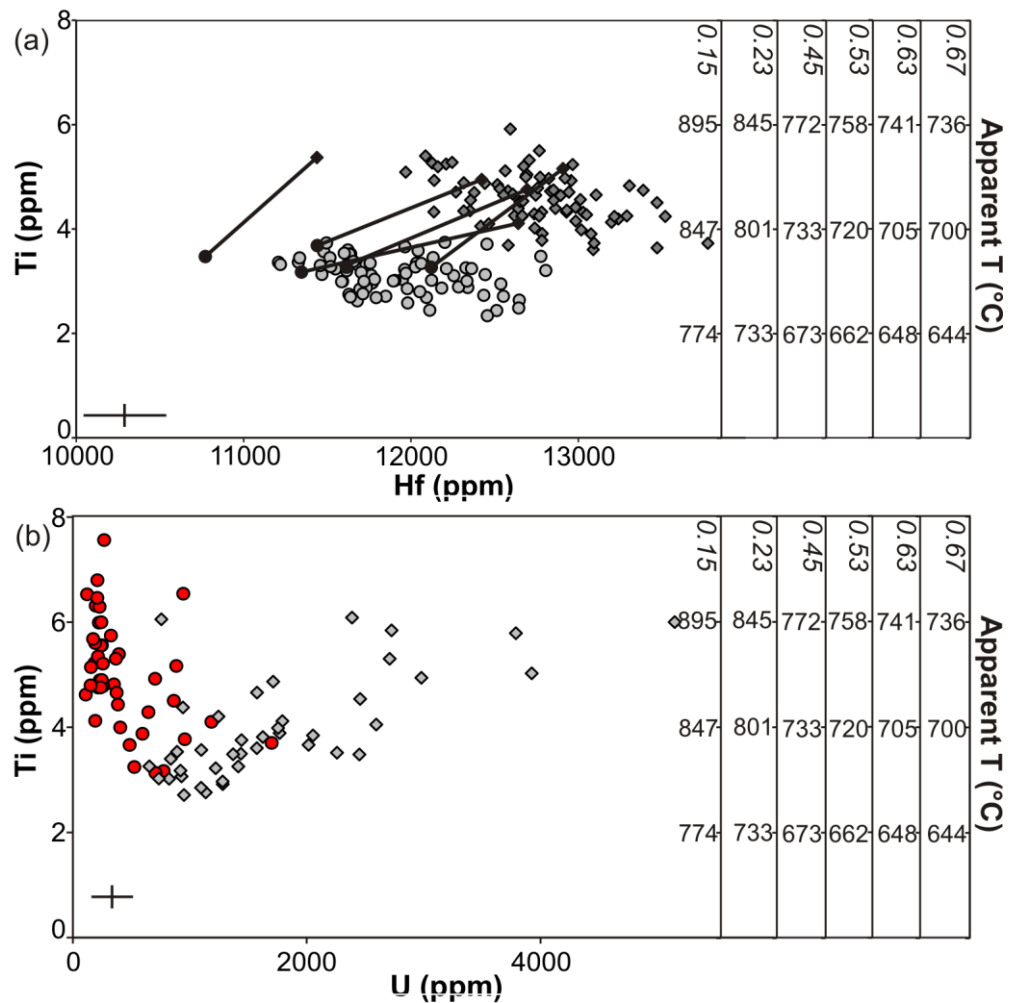 (a)
8
6
4
2
0
Ti (ppm)
10000 11000 12000 13000
Hf (ppm)
0.15 0.23 0.45 0.53 0.63 0.67
895 845 772 758 741 736
847 801 733 720 705 700
774 733 673 662 648 644
Apparent T (°C)
(b)
8
6
4
2
0
Ti (ppm)
0 2000 4000
U (ppm)
0.15 0.23 0.45 0.53 0.63 0.67
895 845 772 758 741 736
847 801 733 720 705 700
774 733 673 662 648 644
Apparent T (°C)